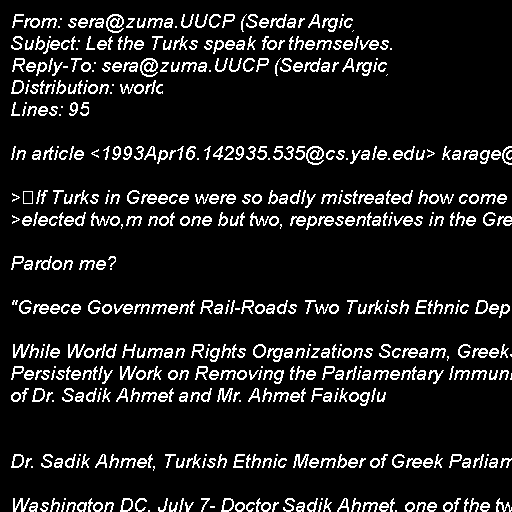 From: sera@zuma.UUCP (Serdar Argic
Subject: Let the Turks speak for themselves.
Reply-To: sera@zuma.UUCP (Serdar Argic
Distribution: world
Lines: 95
In article <1993Apr16.142935.535@cs.yale.edu> karage@
>If Turks in Greece were so badly mistreated how come
>elected two,m not one but two, representatives in the Gre
Pardon me?
"Greece Government Rail-Roads Two Turkish Ethnic Dep
While World Human Rights Organizations Scream, Greeks
Persistently Work on Removing the Parliamentary Immuni
of Dr. Sadik Ahmet and Mr. Ahmet Faikoglu
Dr. Sadik Ahmet, Turkish Ethnic Member of Greek Parliam
Washington DC, July 7- Doctor Sadik Ahmet, one of the tw